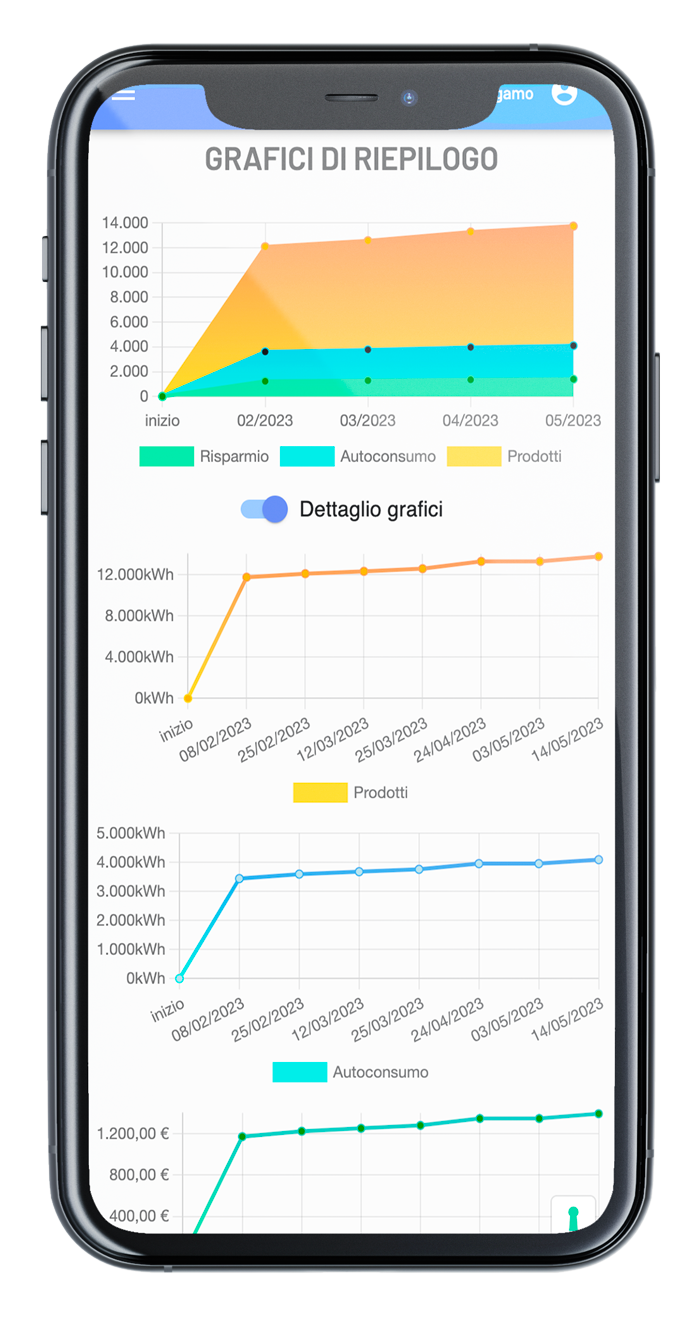 gamo
GRAFICI DI RIEPILOGO
14.000
12.000
10.000
8.000
6.000
4.000
2.000
0
inizio 02/2023 03/2023 04/2023 05/2023
Risparmio Autoconsumo Prodotti
Dettaglio grafici
12.000kWh
8.000kWh
4.000kWh
0kWh
inizio 08/02/2023 25/02/2023 12/03/2023 25/03/2023 24/04/2023 03/05/2023 14/05/2023
Prodotti
5.000kWh
4.000kWh
3.000kWh
2.000kWh
1.000kWh
0kWh
inizio 08/02/2023 25/02/2023 12/03/2023 25/03/2023 24/04/2023 03/05/2023 14/05/2023
Autoconsumo
1.200,00 €
800,00 €
400,00 €